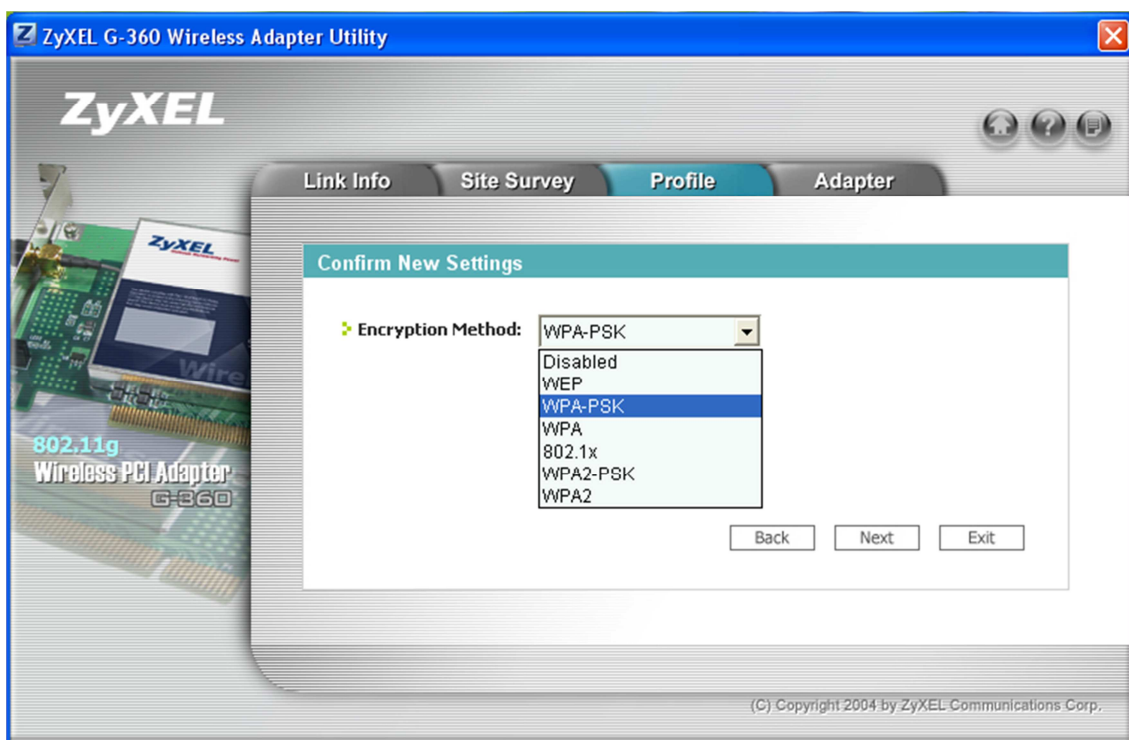 ZyXEL G-360 Wireless Adapter Utility
ZyXEL
Link Info
Site Survey
Profile
Adapter
ZyXEL
Wire
802.11g
Wireless PCI Adapter
G-360
Confirm New Settings
Encryption Method:
WPA-PSK
Disabled
WEP
WPA-PSK
WPA
802.1x
WPA2-PSK
WPA2
Back
Next
Exit
(C) Copyright 2004 by ZyXEL Communications Corp.